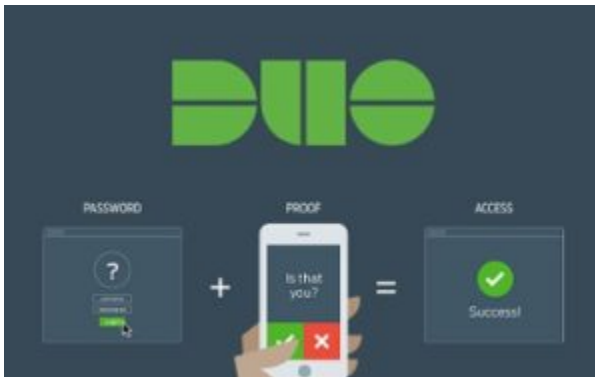 DUO
PASSWORD
PROOF
ACCESS
?
+
Is that
you?
=
Success!